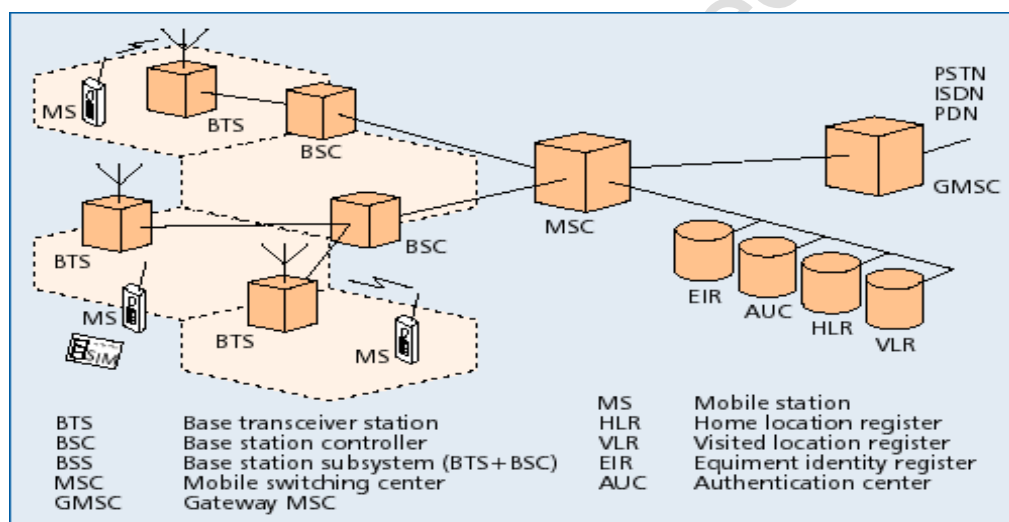 PSTN
ISDN
PDN
MS
BTS
BSC
GMSC
MSC
BTS
BSC
EIR
AUC
HLR
VLR
MS
SIM
BTS
MS
BTS Base transceiver station
BSC Base station controller
BSS Base station subsystem (BTS+BSC)
MSC Mobile switching center
GMSC Gateway MSC
MS Mobile station
HLR Home location register
VLR Visited location register
EIR Equiment identity register
AUC Authentication center